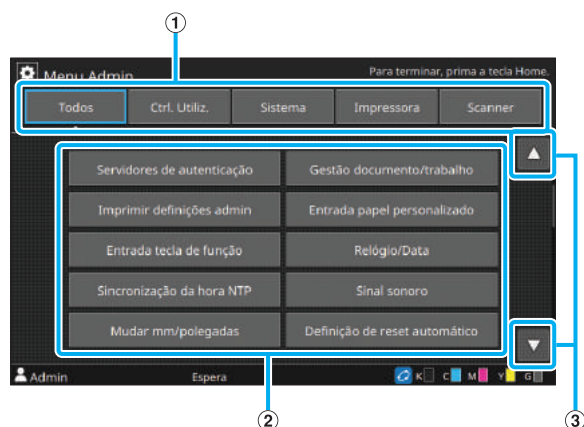 ①
Menu Admin
Para terminar, prima a tecla Home.
Todos
Ctrl. Utiliz.
Sistema
Impressora
Scanner
Servidores de autenticação
Gestão documento/trabalho
Imprimir definições admin
Entrada papel personalizado
Entrada tecla de função
Relógio/Data
Sincronização da hora NTP
Sinal sonoro
Mudar mm/polegadas
Definição de reset automático
Admin
Espera
K C M Y G
②
③